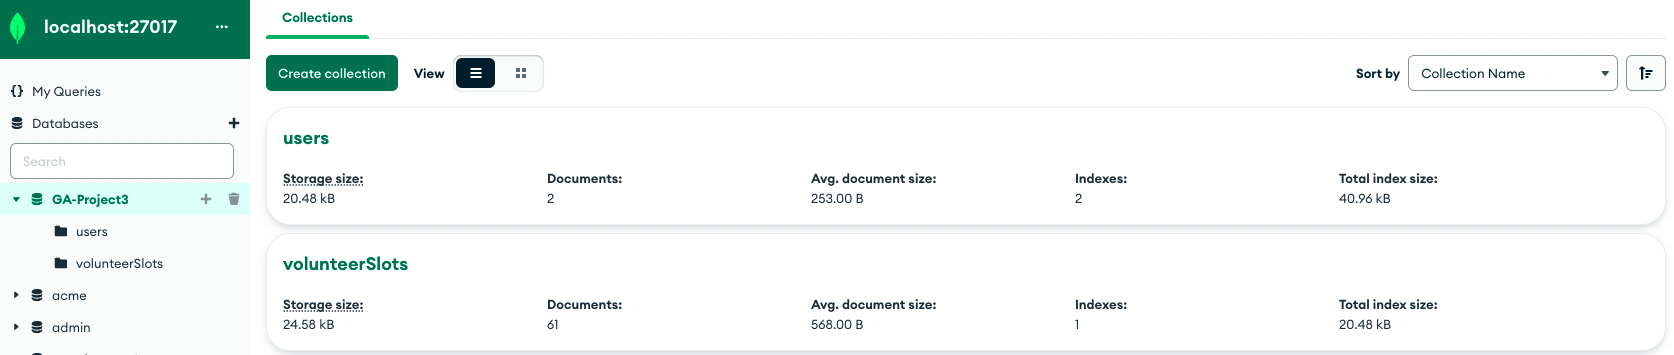 localhost:27017 ...
{} My Queries
Databases
Search
GA-Project3
users
volunteerSlots
acme
admin
Collections
Create collection View Sort by Collection Name
users
Storage size: Documents: Avg. document size: Indexes: Total index size:
20.48 kB 2 253.00 B 2 40.96 kB
volunteerSlots
Storage size: Documents: Avg. document size: Indexes: Total index size:
24.58 kB 61 568.00 B 1 20.48 kB